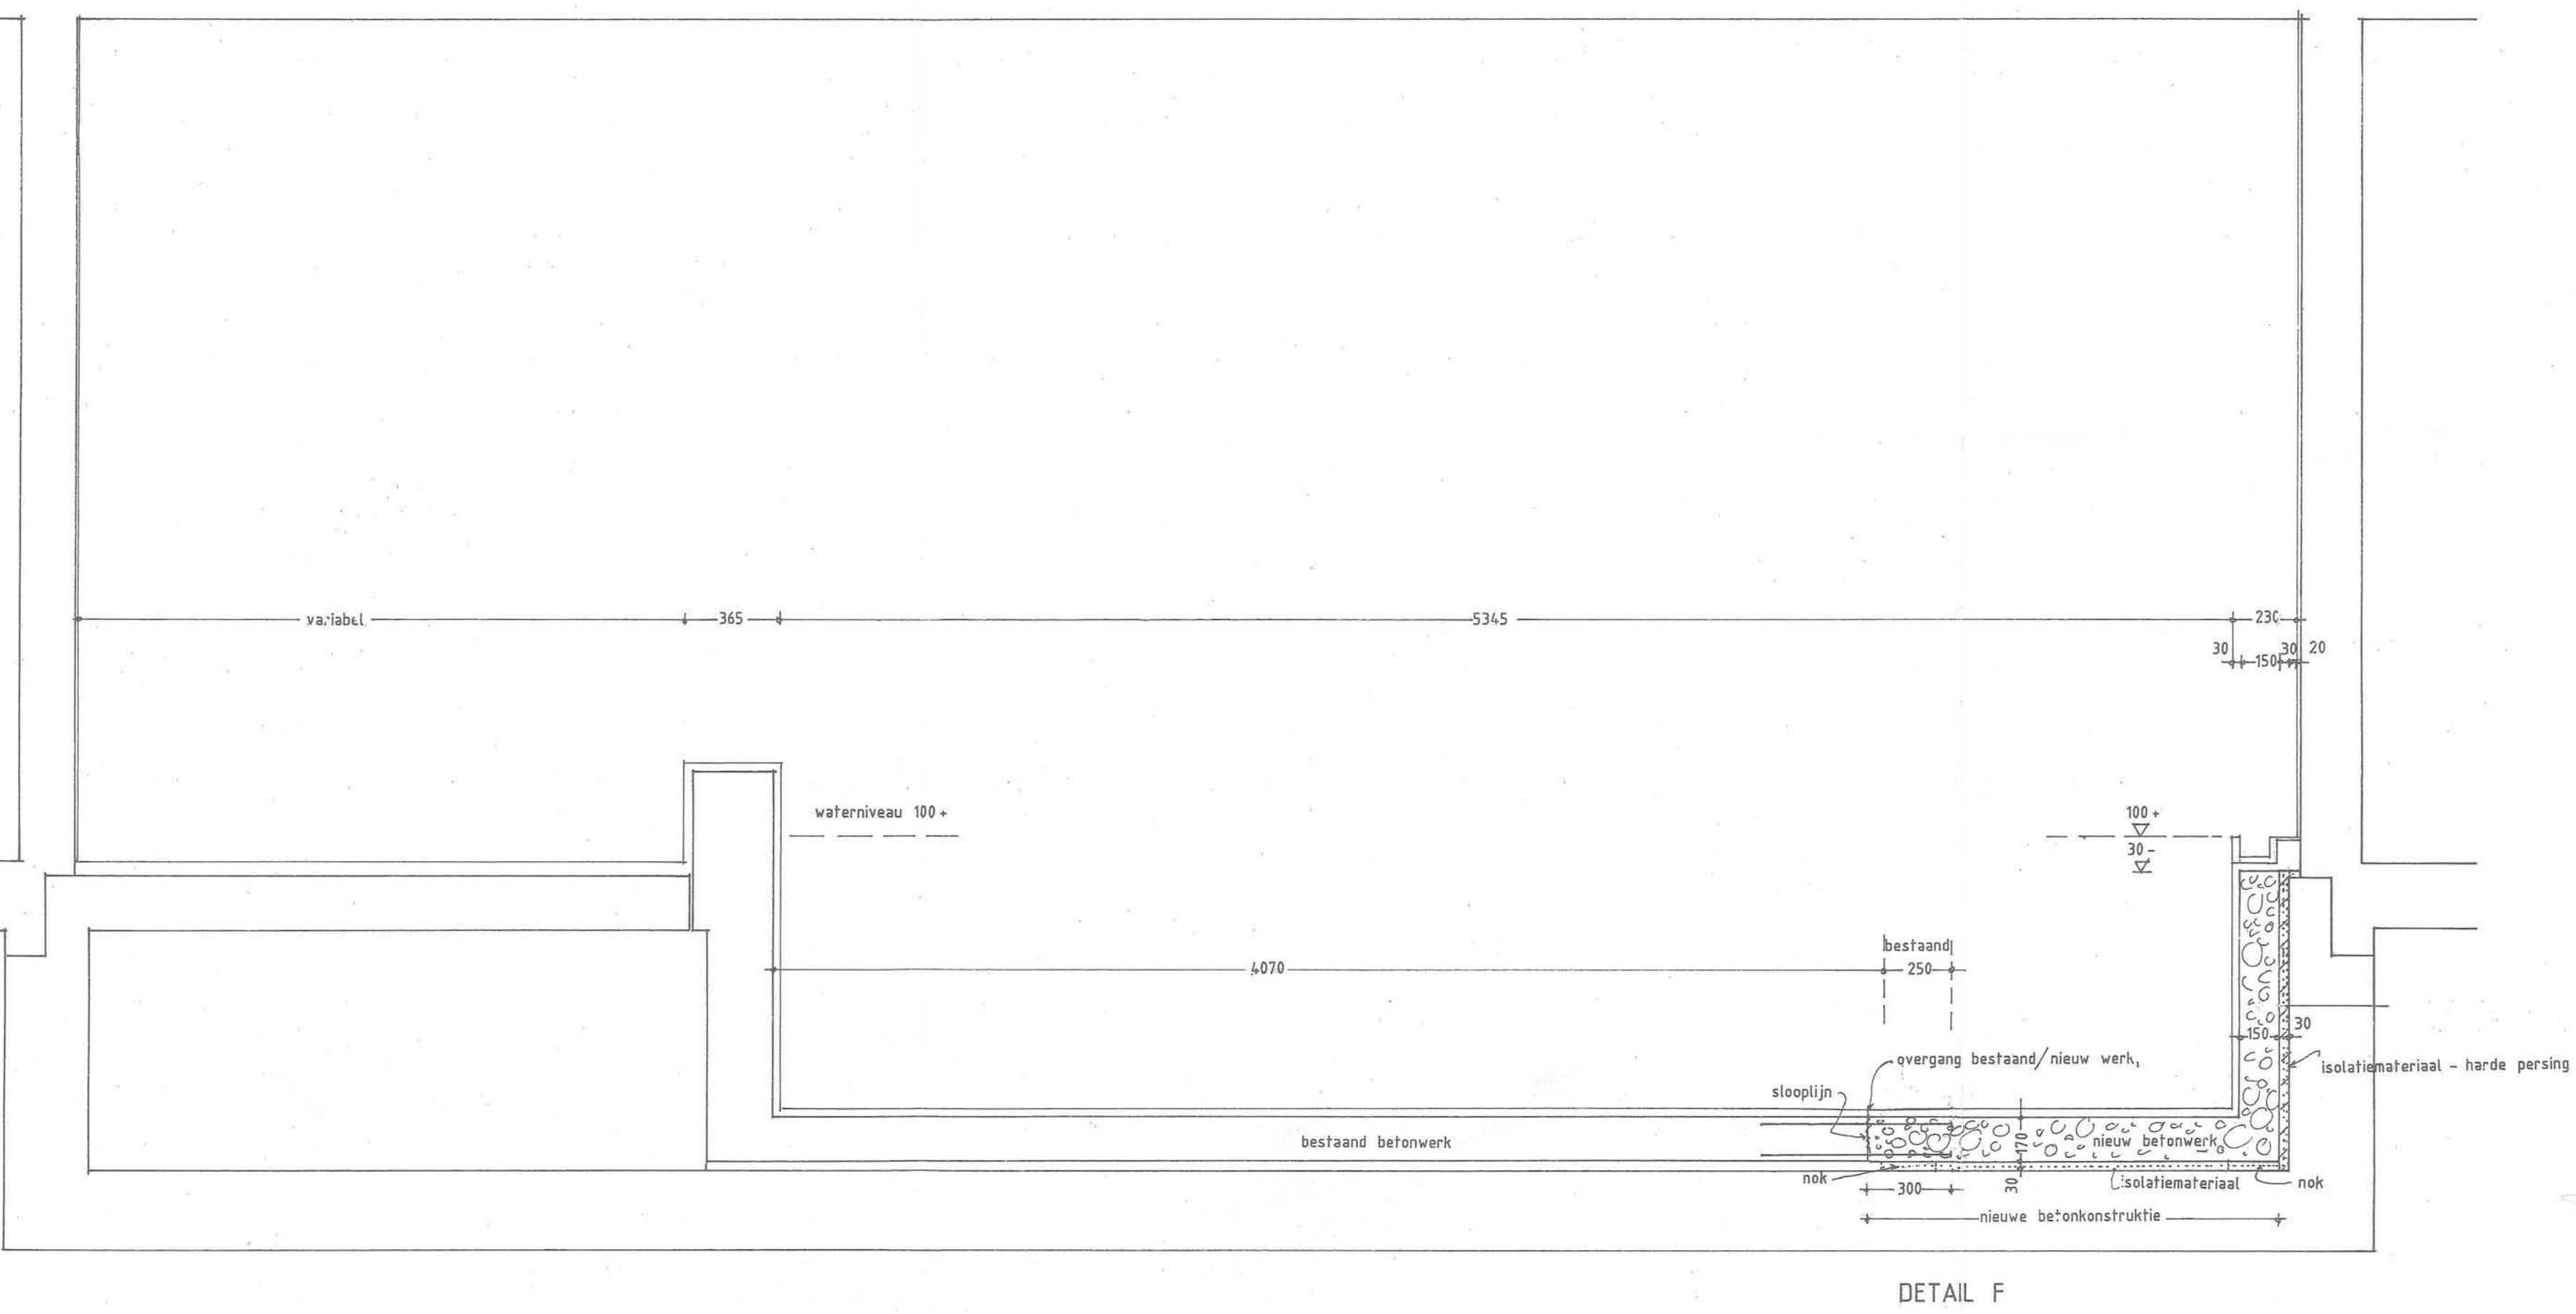 variabel
365
5345
230
30
150
30
20
waterniveau 100+
100+
30-
bestaand
4070
250
150
30
overgang bestaand/nieuw werk,
isolatiemateriaal - harde persing
slooplijn
bestaand betonwerk
170
nieuw betonwerk
nok
300
30
isolatiemateriaal
nok
nieuwe betonkonstruktie
DETAIL F